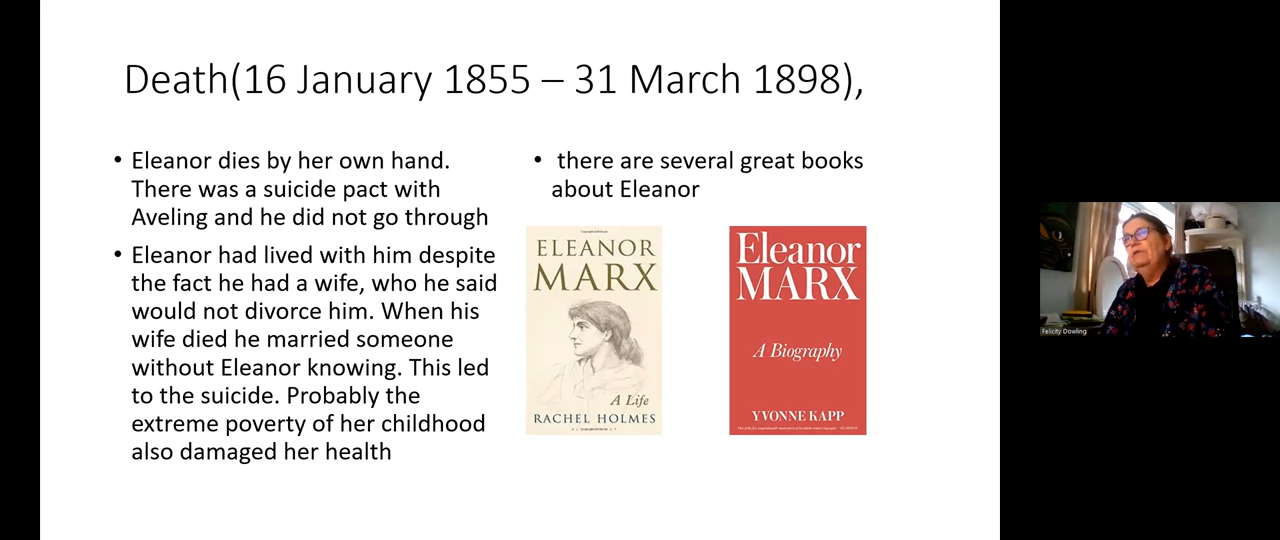 Death(16 January 1855 – 31 March 1898),
• Eleanor dies by her own hand.
There was a suicide pact with
Aveling and he did not go through
• Eleanor had lived with him despite
the fact he had a wife, who he said
would not divorce him. When his
wife died he married someone
without Eleanor knowing. This led
to the suicide. Probably the
extreme poverty of her childhood
also damaged her health
• there are several great books
about Eleanor
ELEANOR
MARX
A Life
RACHEL HOLMES
Eleanor
MARX
A Biography
YVONNE KAPP
Felicity Dowling